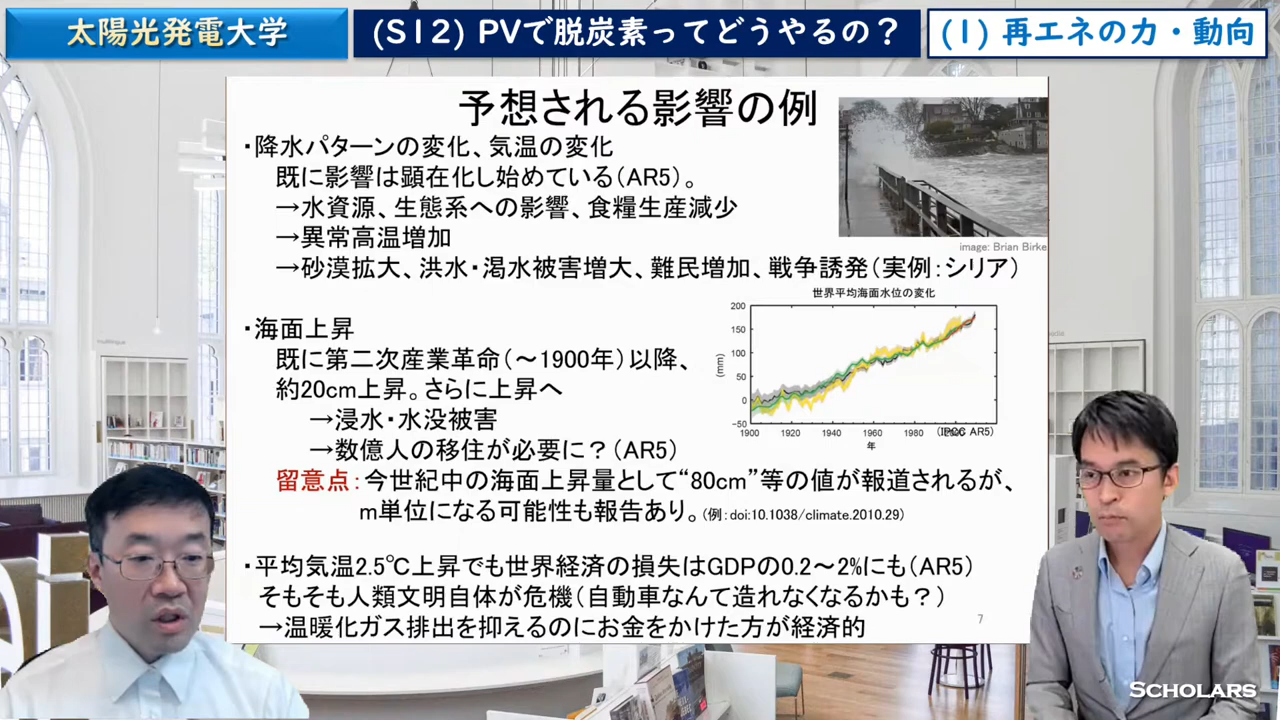 太陽光発電大学
(S12) PVで脱炭素ってどうやるの？
(1) 再エネの力・動向
予想される影響の例
・降水パターンの変化、気温の変化
既に影響は顕在化し始めている（AR5）。
→水資源、生態系への影響、食糧生産減少
→異常高温増加
→砂漠拡大、洪水・渇水被害増大、難民増加、戦争誘発（実例：シリア）
image: Brian Birke
・海面上昇
既に第二次産業革命（～1900年）以降、
約20cm上昇。さらに上昇へ
→浸水・水没被害
→数億人の移住が必要に？（AR5）
世界平均海面水位の変化
(mm)
200
150
100
50
0
-50
1900 1920 1940 1960 1980
年
(IPCC AR5)
留意点：今世紀中の海面上昇量として“80cm”等の値が報道されるが、
m単位になる可能性も報告あり。(例：doi:10.1038/climate.2010.29)
・平均気温2.5℃上昇でも世界経済の損失はGDPの0.2～2%にも（AR5）
そもそも人類文明自体が危機（自動車なんて造れなくなるかも？）
→温暖化ガス排出を抑えるのにお金をかけた方が経済的
7
SCHOLARS